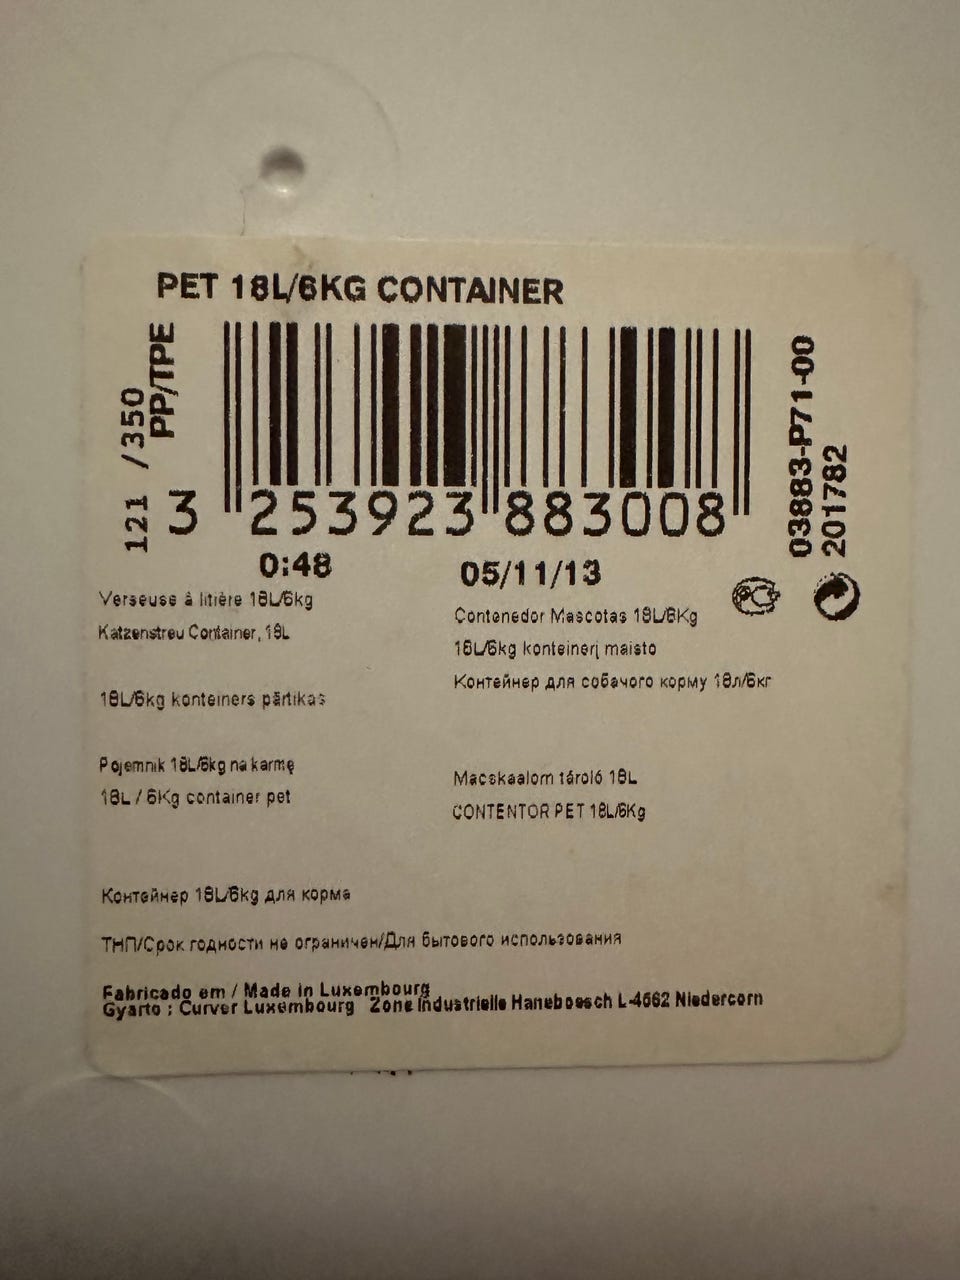 PET 18L/6KG CONTAINER
121 /350
PP/TPE
3 253923 883008
03883-P71-00
201782
0:48
05/11/13
Verseuse à litière 18L/6kg
Katzenstreu Container, 18L
Contenedor Mascotas 18L/6Kg
18L/6kg konteinerį maisto
Контейнер для собачого корму 18л/6кг
18L/6kg konteiners pārtikas
Pojemnik 18L/6kg na karmę
18L / 6Kg container pet
Macskaalom tároló 18L
CONTENTOR PET 18L/6Kg
Контейнер 18L/6kg для корма
ТНП/Срок годности не ограничен/Для бытового использования
Fabricado em / Made in Luxembourg
Gyarto : Curver Luxembourg Zone Industrielle Haneboesch L-4562 Niedercorn